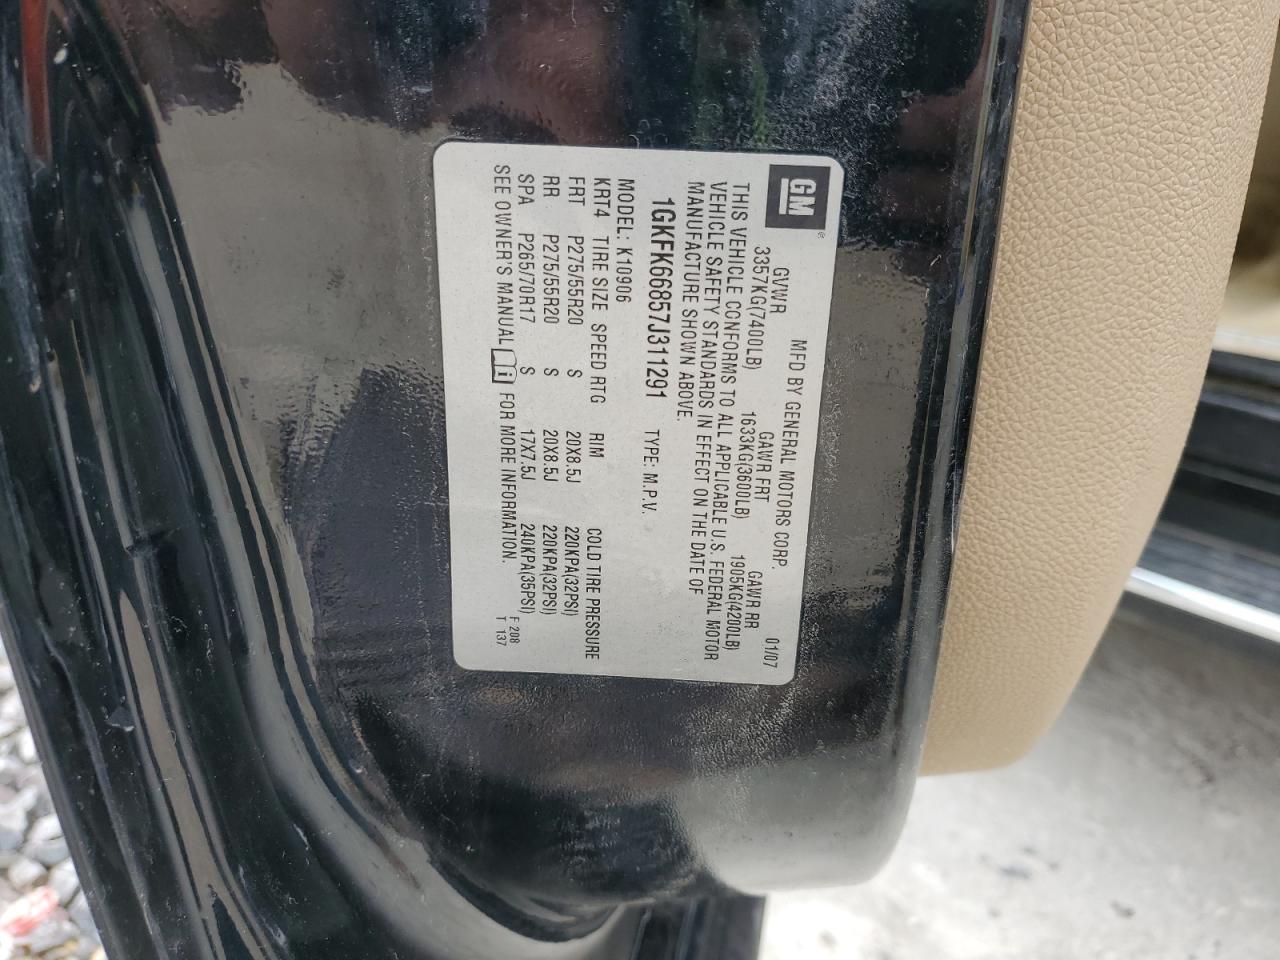 GM
MFD BY GENERAL MOTORS CORP. 01/07
GVWR GAWR FRT GAWR RR
3357KG(7400LB) 1633KG(3600LB) 1905KG(4200LB)
THIS VEHICLE CONFORMS TO ALL APPLICABLE U.S. FEDERAL MOTOR
VEHICLE SAFETY STANDARDS IN EFFECT ON THE DATE OF
MANUFACTURE SHOWN ABOVE.
1GKFK66857J311291 TYPE: M.P.V.
MODEL: K10906
KRT4 TIRE SIZE SPEED RTG RIM COLD TIRE PRESSURE
FRT P275/55R20 S 20X8.5J 220KPA(32PSI)
RR P275/55R20 S 20X8.5J 220KPA(32PSI)
SPA P265/70R17 S 17X7.5J 240KPA(35PSI)
SEE OWNER'S MANUAL i FOR MORE INFORMATION.
F 208
T 137